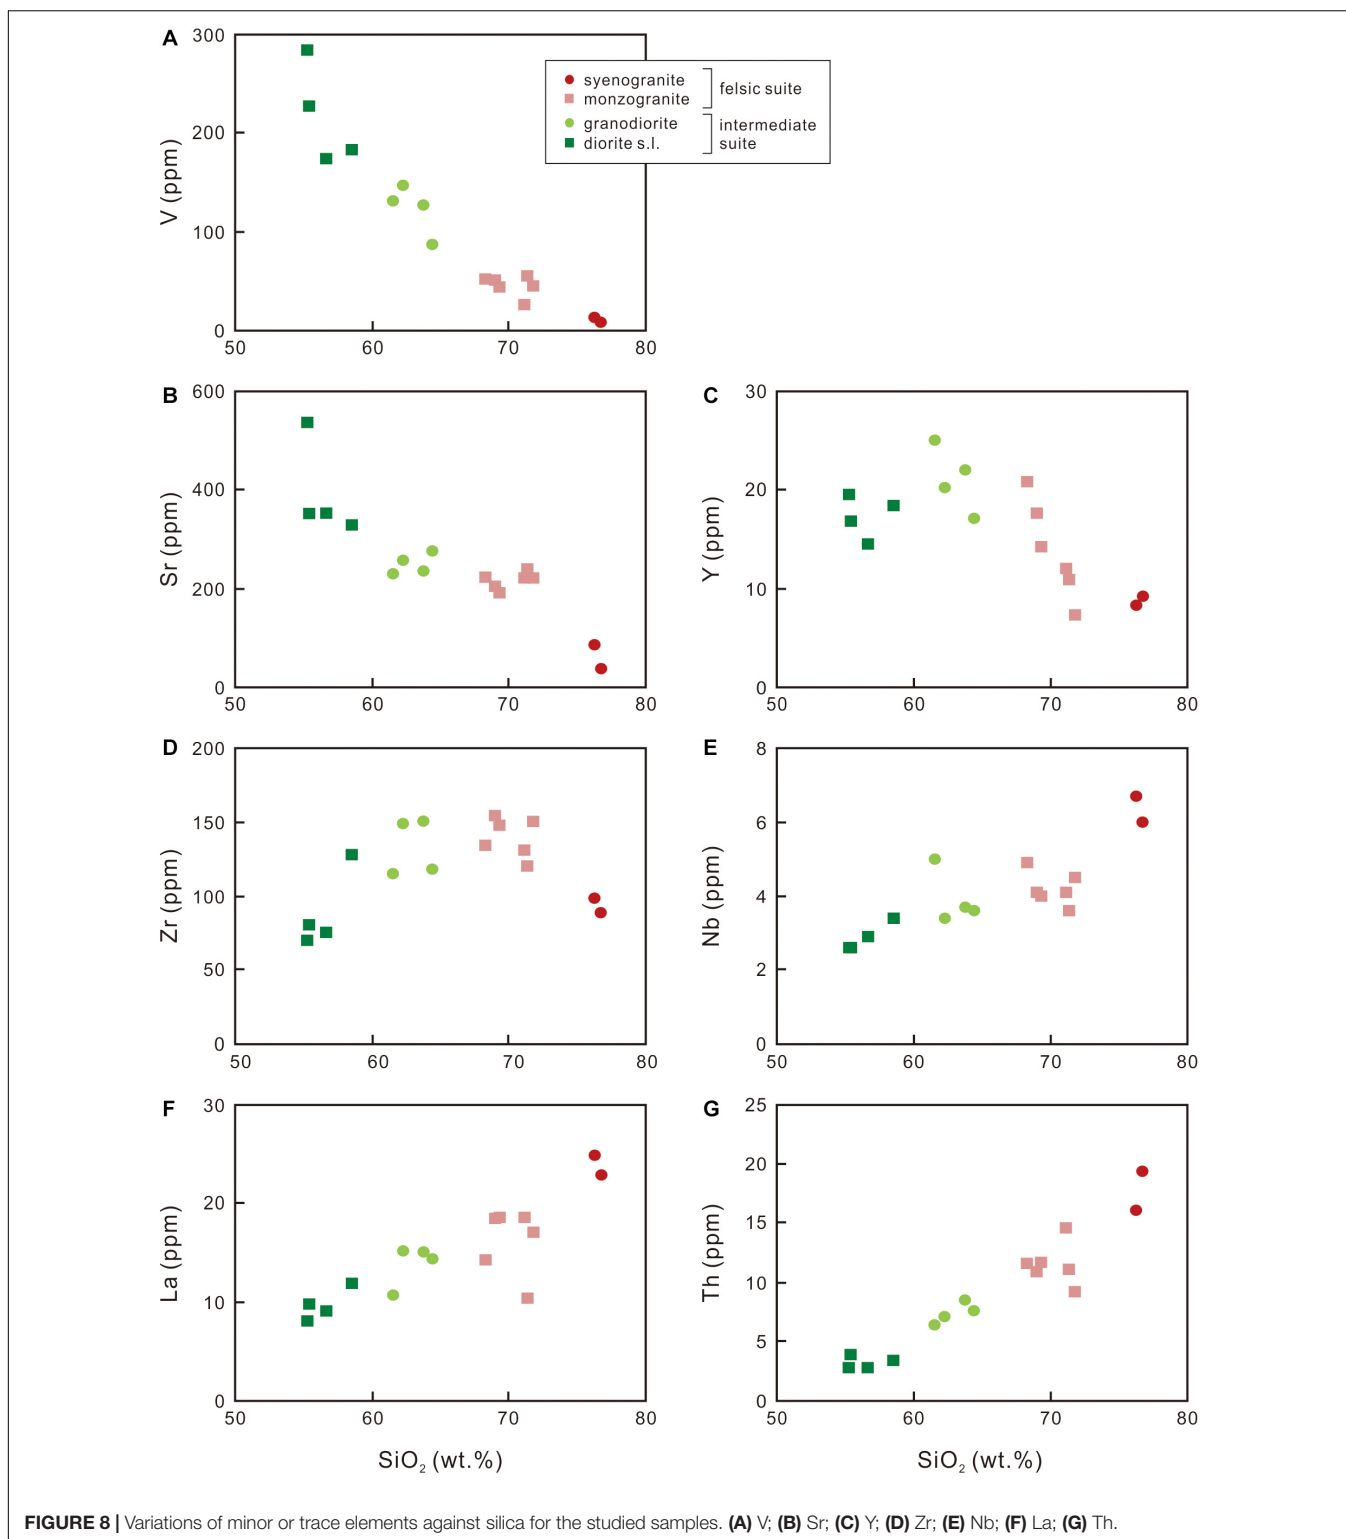 A
300
200
100
0
V (ppm)
50 60 70 80
syenogranite
monzogranite
felsic suite
granodiorite
diorite s.l.
intermediate
suite
B
600
400
200
0
Sr (ppm)
50 60 70 80
C
30
20
10
0
Y (ppm)
50 60 70 80
D
200
150
100
50
0
Zr (ppm)
50 60 70 80
E
8
6
4
2
0
Nb (ppm)
50 60 70 80
F
30
20
10
0
La (ppm)
50 60 70 80
SiO2 (wt.%)
G
25
20
15
10
5
0
Th (ppm)
50 60 70 80
SiO2 (wt.%)
FIGURE 8 | Variations of minor or trace elements against silica for the studied samples. (A) V; (B) Sr; (C) Y; (D) Zr; (E) Nb; (F) La; (G) Th.